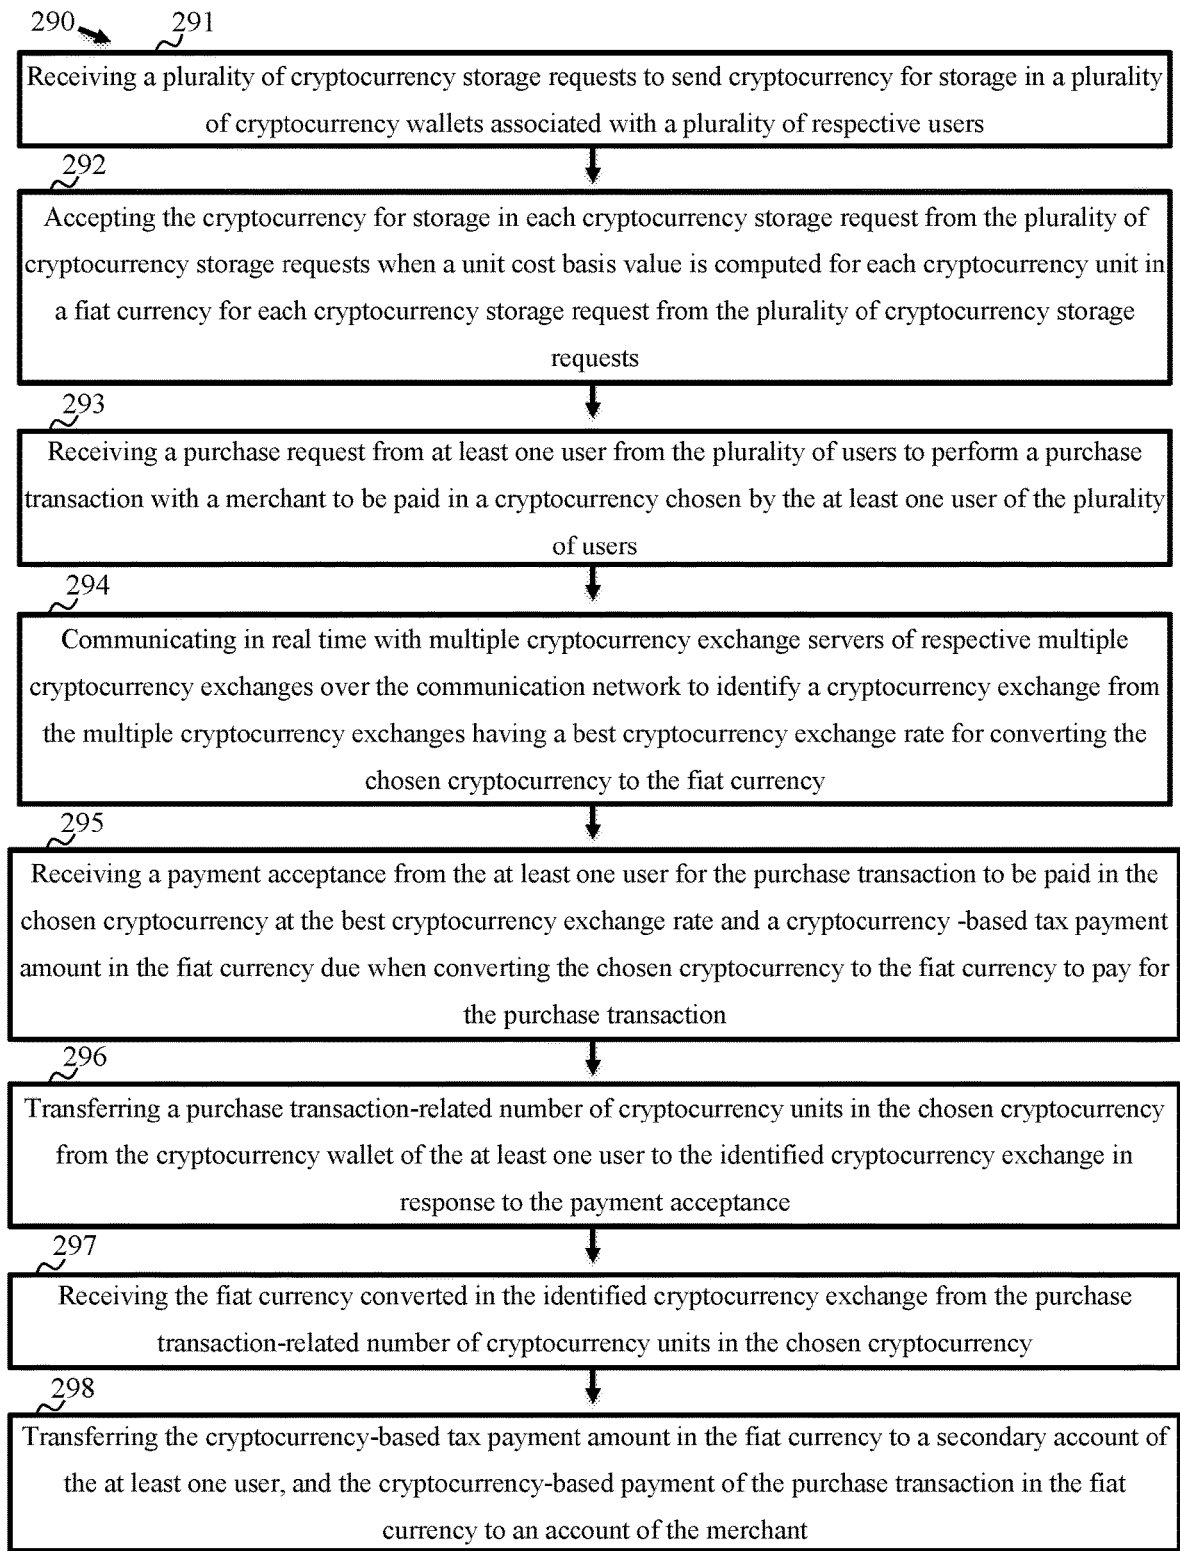 290
291
Receiving a plurality of cryptocurrency storage requests to send cryptocurrency for storage in a plurality
of cryptocurrency wallets associated with a plurality of respective users
292
Accepting the cryptocurrency for storage in each cryptocurrency storage request from the plurality of
cryptocurrency storage requests when a unit cost basis value is computed for each cryptocurrency unit in
a fiat currency for each cryptocurrency storage request from the plurality of cryptocurrency storage
requests
293
Receiving a purchase request from at least one user from the plurality of users to perform a purchase
transaction with a merchant to be paid in a cryptocurrency chosen by the at least one user of the plurality
of users
294
Communicating in real time with multiple cryptocurrency exchange servers of respective multiple
cryptocurrency exchanges over the communication network to identify a cryptocurrency exchange from
the multiple cryptocurrency exchanges having a best cryptocurrency exchange rate for converting the
chosen cryptocurrency to the fiat currency
295
Receiving a payment acceptance from the at least one user for the purchase transaction to be paid in the
chosen cryptocurrency at the best cryptocurrency exchange rate and a cryptocurrency -based tax payment
amount in the fiat currency due when converting the chosen cryptocurrency to the fiat currency to pay for
the purchase transaction
296
Transferring a purchase transaction-related number of cryptocurrency units in the chosen cryptocurrency
from the cryptocurrency wallet of the at least one user to the identified cryptocurrency exchange in
response to the payment acceptance
297
Receiving the fiat currency converted in the identified cryptocurrency exchange from the purchase
transaction-related number of cryptocurrency units in the chosen cryptocurrency
298
Transferring the cryptocurrency-based tax payment amount in the fiat currency to a secondary account of
the at least one user, and the cryptocurrency-based payment of the purchase transaction in the fiat
currency to an account of the merchant